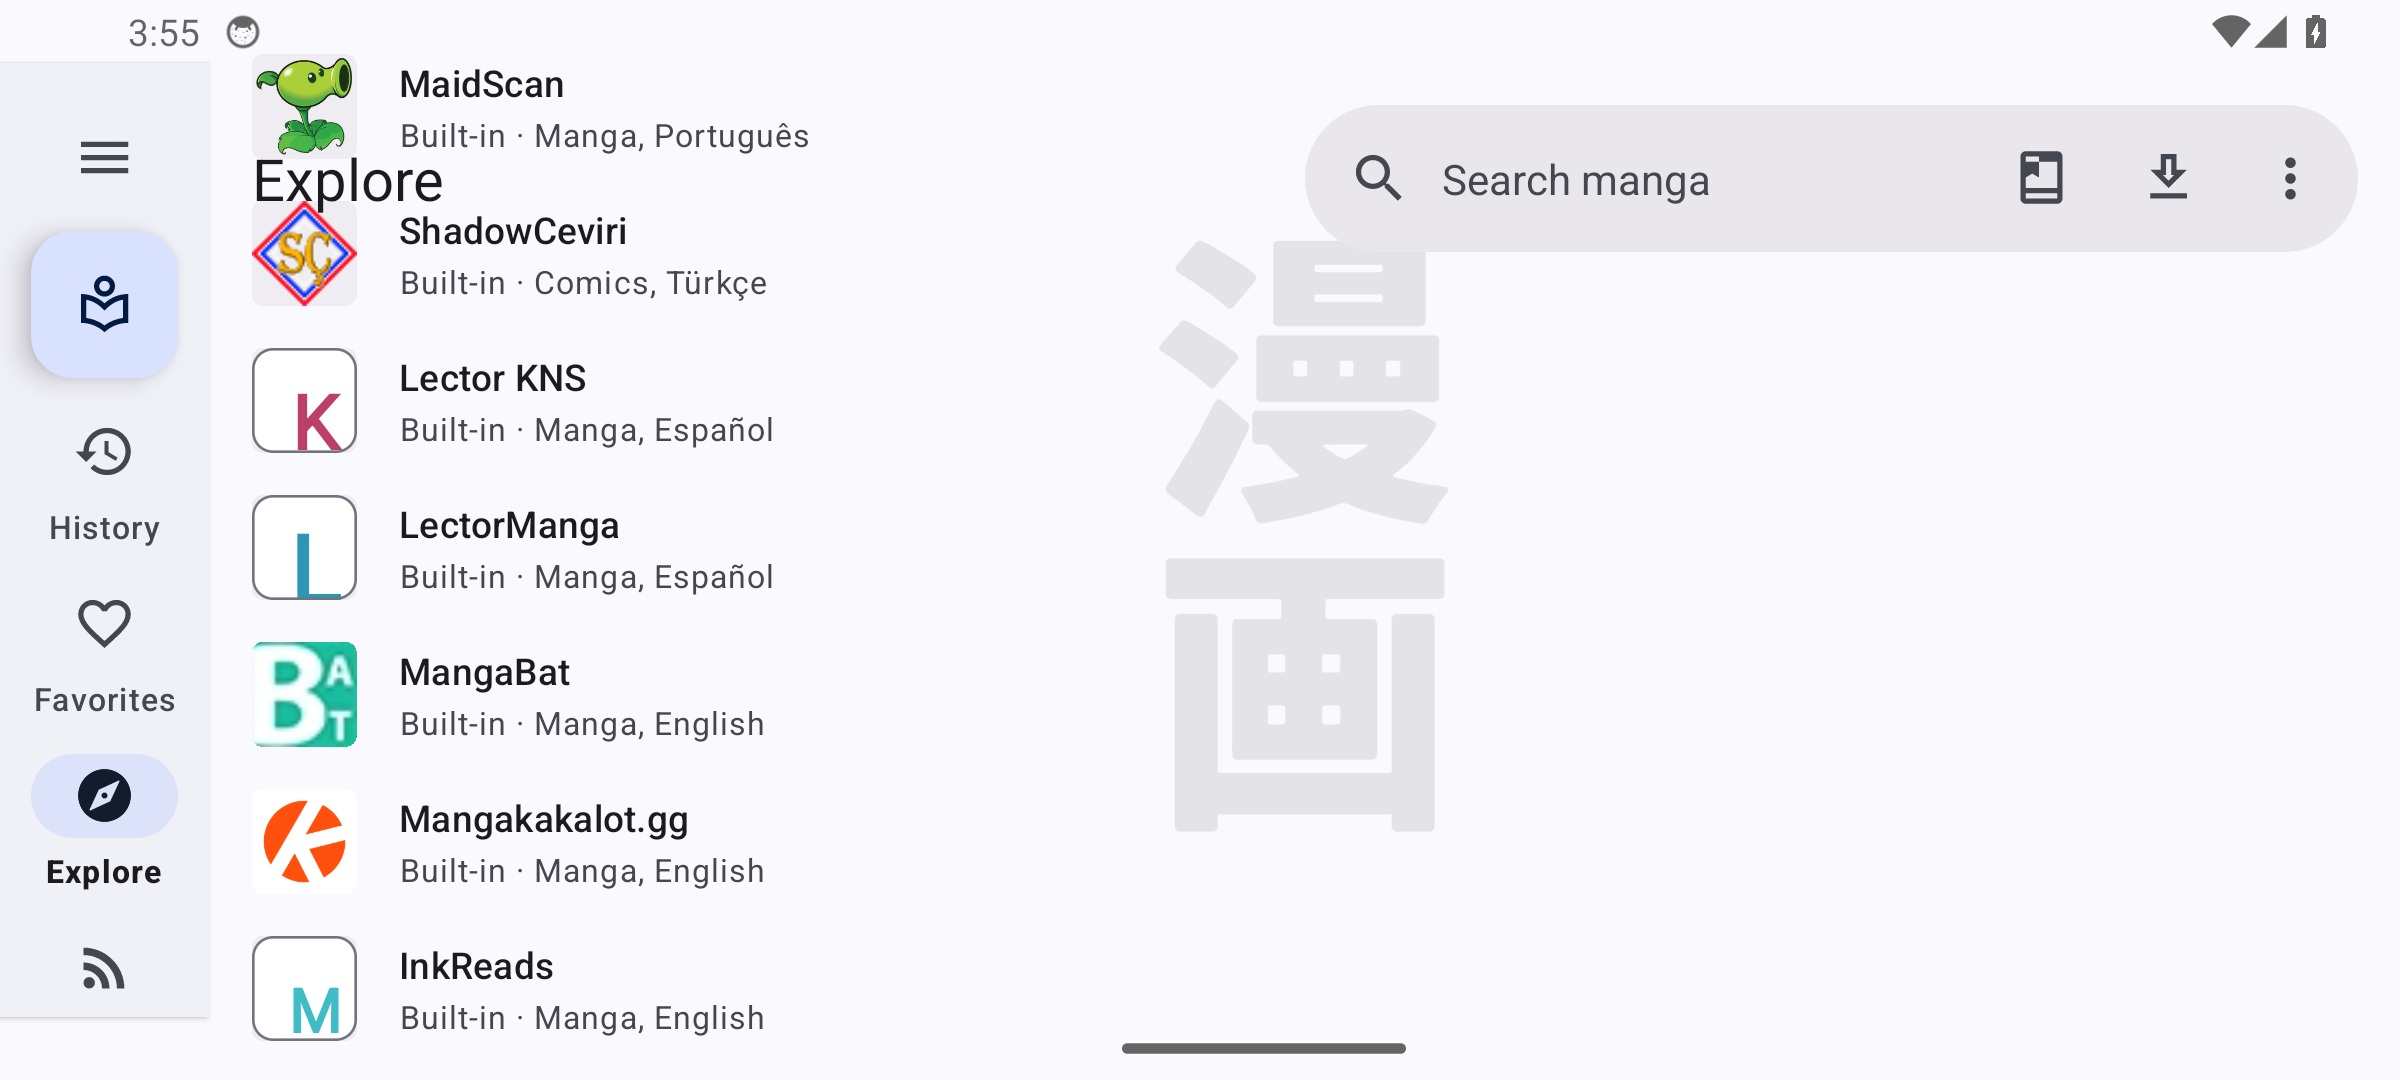 3:55
MaidScan
Built-in · Manga, Português
Explore
Search manga
ShadowCeviri
Built-in · Comics, Türkçe
SÇ
Lector KNS
Built-in · Manga, Español
K
LectorManga
Built-in · Manga, Español
L
MangaBat
Built-in · Manga, English
BAT
Mangakakalot.gg
Built-in · Manga, English
InkReads
Built-in · Manga, English
M
History
Favorites
Explore
漫
画